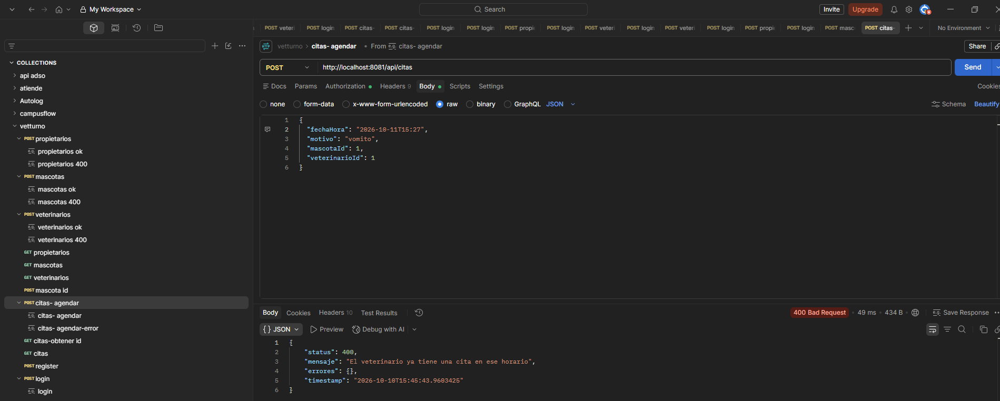 My Workspace
Search
Invite
Upgrade
POST veteri
POST login
POST citas-
POST citas-
POST login
POST login
POST propie
POST login
POST veteri
POST login
POST veteri
POST login
POST propie
POST login
POST masc
POST citas-
No Environment
vetturno
citas- agendar
From e.g. citas- agendar
Share
COLLECTIONS
api adso
atiende
Autolog
campusflow
vetturno
POST propietarios
e.g. propietarios ok
e.g. propietarios 400
POST mascotas
e.g. mascotas ok
e.g. mascotas 400
POST veterinarios
e.g. veterinarios ok
e.g. veterinarios 400
GET propietarios
GET mascotas
GET veterinarios
POST mascota id
POST citas- agendar
e.g. citas- agendar
e.g. citas- agendar-error
GET citas-obtener id
GET citas
POST register
POST login
e.g. login
HTTP
POST
http://localhost:8081/api/citas
Send
Docs
Params
Authorization
Headers 9
Body
Scripts
Settings
Cookies
none
form-data
x-www-form-urlencoded
raw
binary
GraphQL
JSON
Schema
Beautify
1 {
2 "fechaHora": "2026-10-11T15:27",
3 "motivo": "vomito",
4 "mascotaId": 1,
5 "veterinarioId": 1
6 }
Body
Cookies
Headers 10
Test Results
400 Bad Request
49 ms
434 B
e.g. Save Response
{} JSON
Preview
Debug with AI
1 {
2 "status": 400,
3 "mensaje": "El veterinario ya tiene una cita en ese horario",
4 "errores": {},
5 "timestamp": "2026-10-10T15:45:43.9603425"
6 }